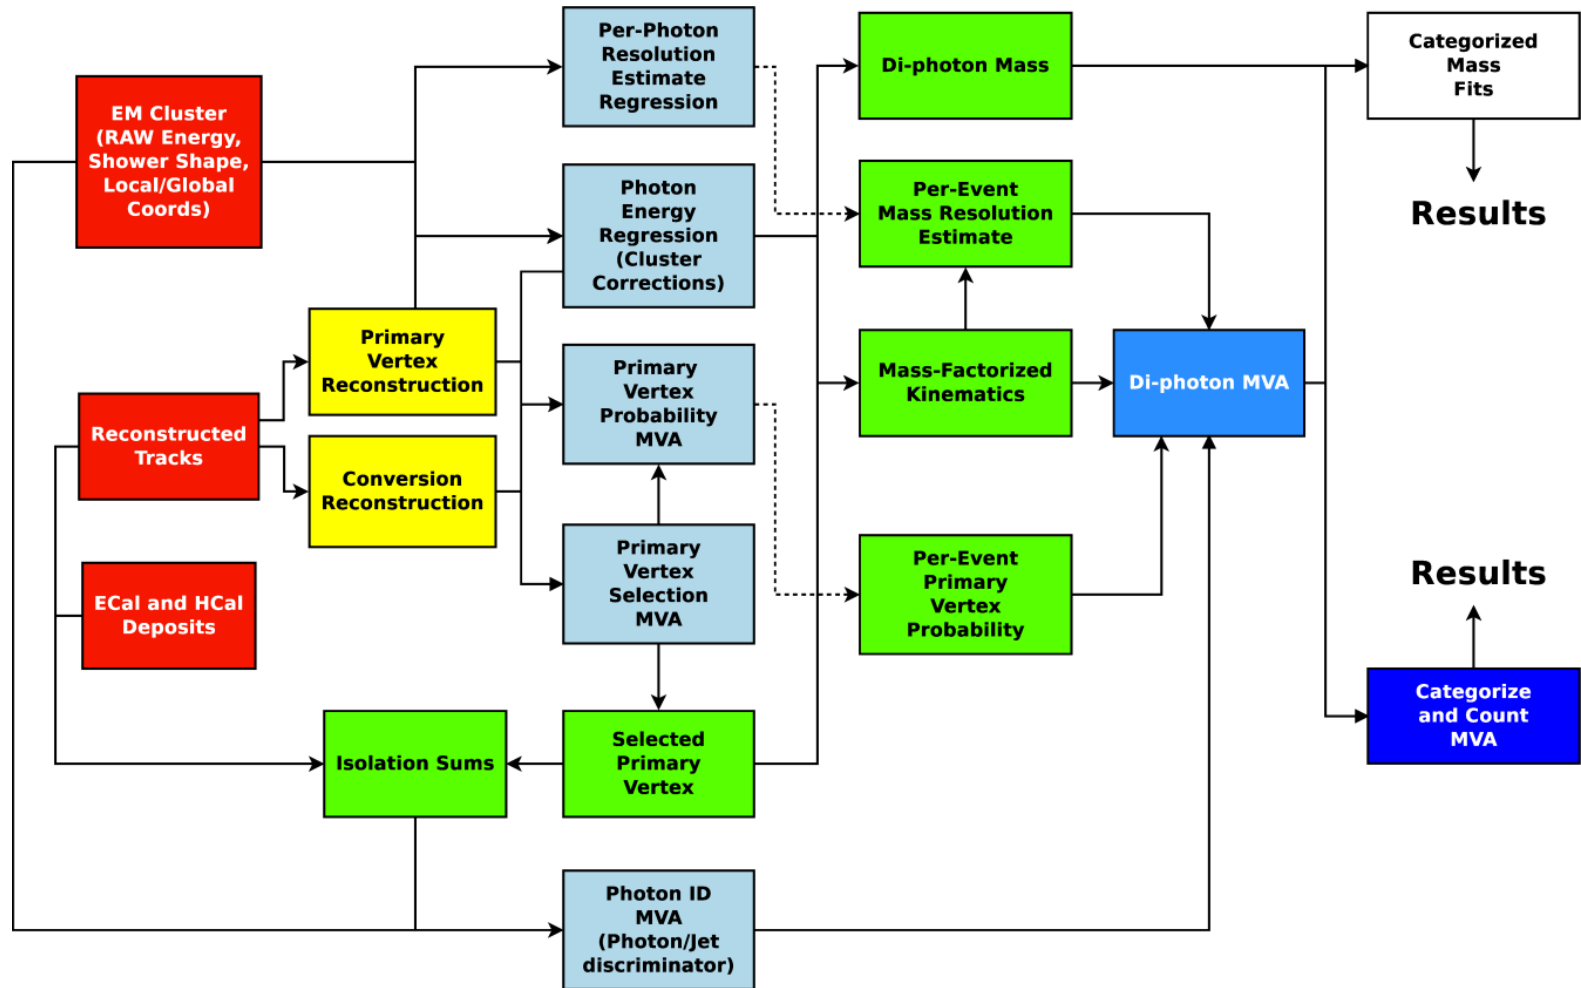 Per-Photon
Resolution
Estimate
Regression
Di-photon Mass
Categorized
Mass
Fits
EM Cluster
(RAW Energy,
Shower Shape,
Local/Global
Coords)
Photon
Energy
Regression
(Cluster
Corrections)
Per-Event
Mass Resolution
Estimate
Results
Primary
Vertex
Reconstruction
Primary
Vertex
Probability
MVA
Mass-Factorized
Kinematics
Di-photon MVA
Reconstructed
Tracks
Conversion
Reconstruction
Primary
Vertex
Selection
MVA
Per-Event
Primary
Vertex
Probability
Results
ECal and HCal
Deposits
Isolation Sums
Selected
Primary
Vertex
Categorize
and Count
MVA
Photon ID
MVA
(Photon/Jet
discriminator)